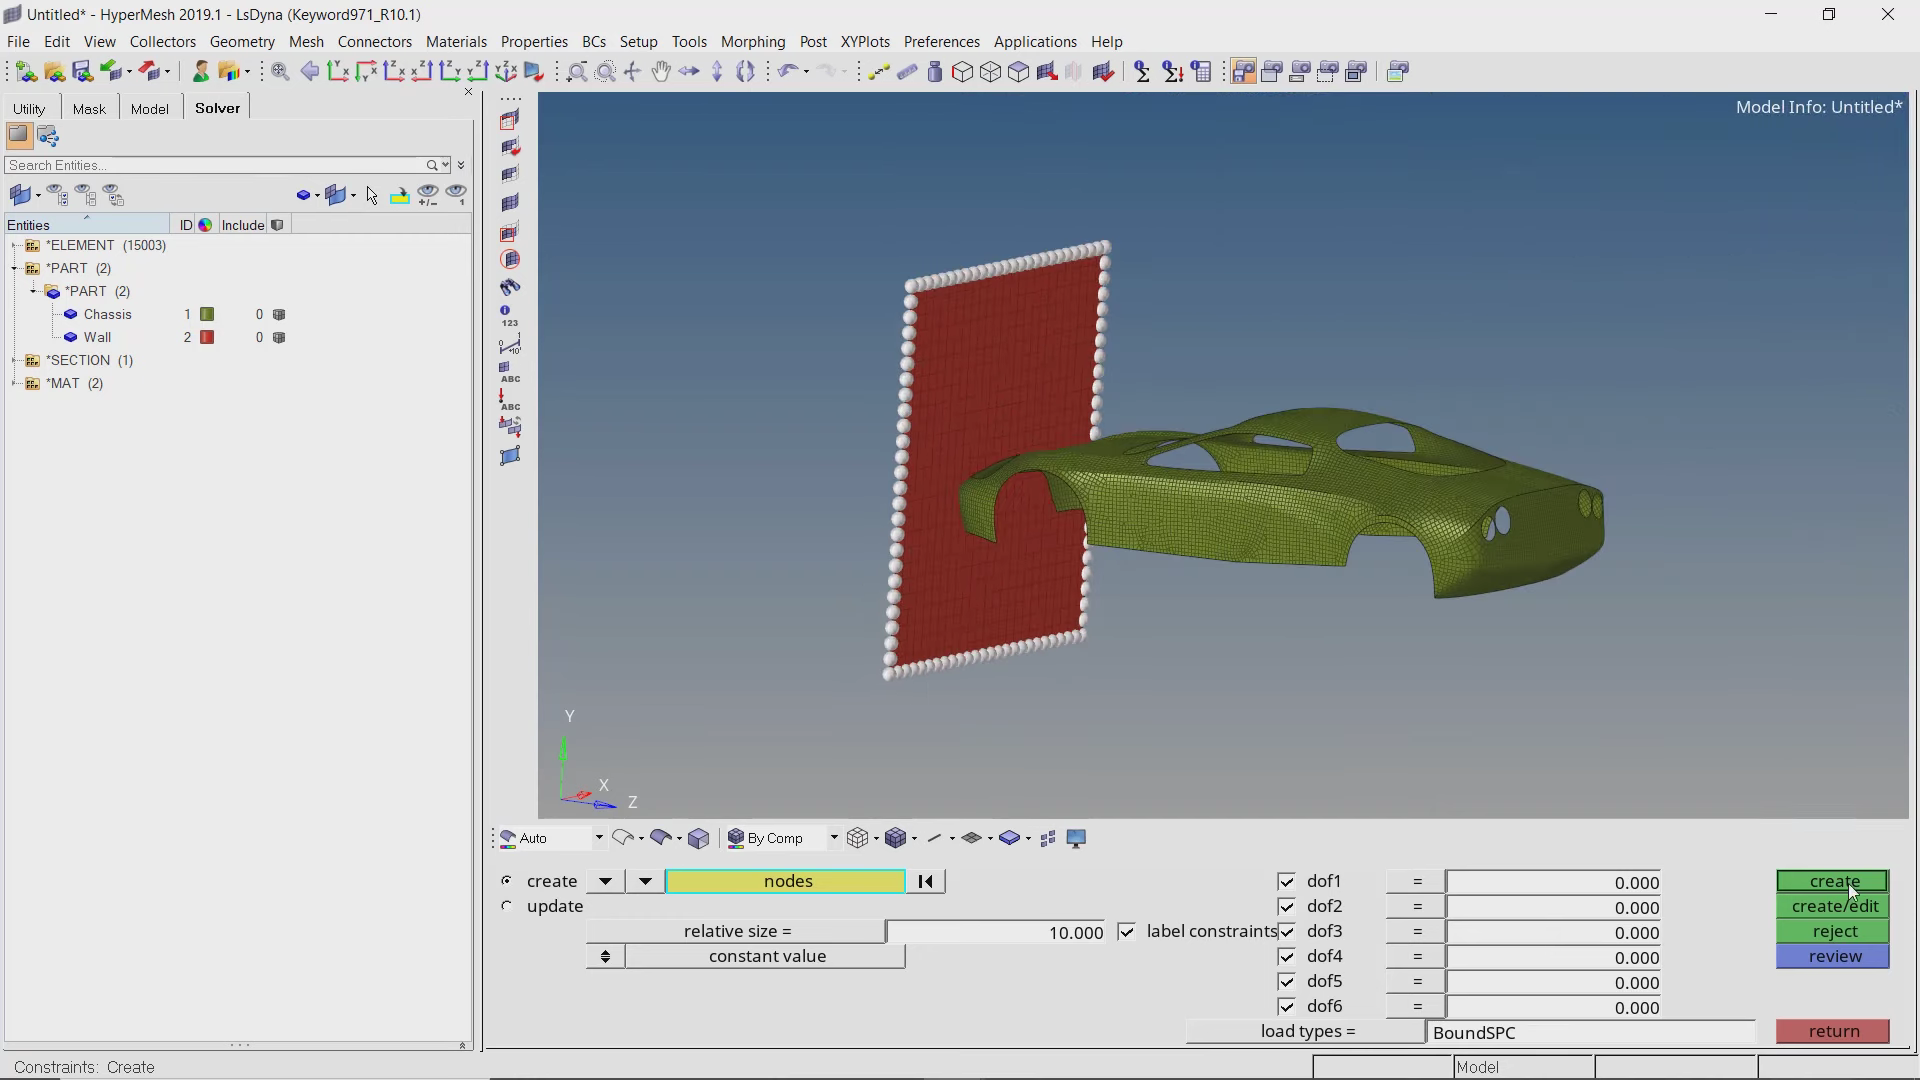 Untitled* - HyperMesh 2019.1 - LsDyna (Keyword971_R10.1)
File Edit View Collectors Geometry Mesh Connectors Materials Properties BCs Setup Tools Morphing Post XYPlots Preferences Applications Help
Utility Mask Model Solver
Model Info: Untitled*
Search Entities...
Entities ID Include
*ELEMENT (15003)
*PART (2)
*PART (2)
Chassis 1 0
Wall 2 0
*SECTION (1)
*MAT (2)
123
ABC
ABC
Y
X
Z
Auto By Comp
create nodes dof1 = 0.000 create
update dof2 = 0.000 create/edit
relative size = 10.000 label constraints dof3 = 0.000 reject
constant value dof4 = 0.000 review
dof5 = 0.000
dof6 = 0.000
load types = BoundSPC return
Constraints: Create Model